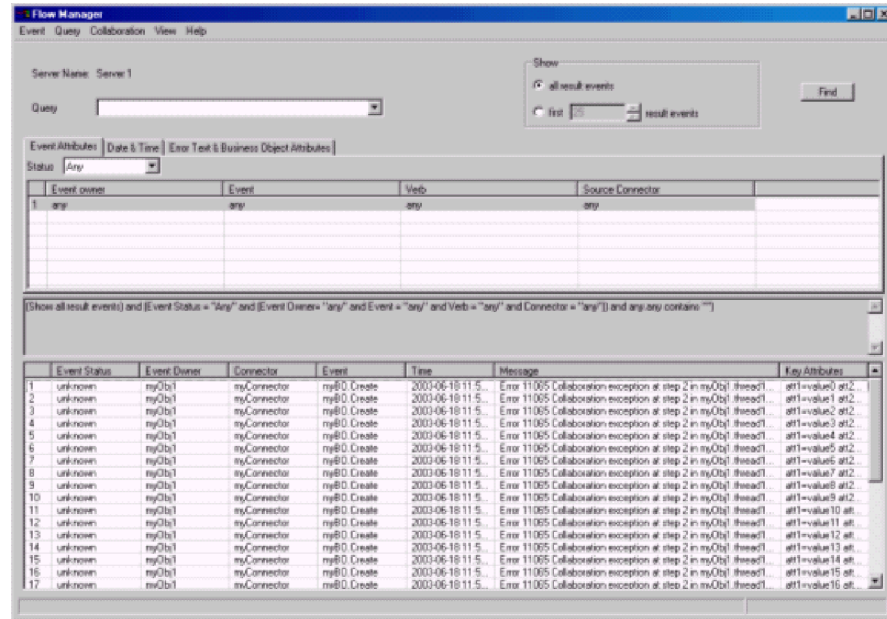 Flow Manager
Event Query Collaboration View Help
Server Name: Server1
Query
Show
all result events
first 25 result events
Find
Event Attributes Date & Time Error Text & Business Object Attributes
Status Any
Event owner Event Verb Source Connector
1 any any any any
(Show all result events) and (Event Status = "Any" and (Event Owner= "any" and Event = "any" and Verb = "any" and Connector = "any")) and any.any contains "")
Event Status Event Owner Connector Event Time Message Key Attributes
1 unknown myObj1 myConnector myBO.Create 2003-06-18 11:5... Error 11065 Collaboration exception at step 2 in myObj1.thread1... att1=value0 att2...
2 unknown myObj1 myConnector myBO.Create 2003-06-18 11:5... Error 11065 Collaboration exception at step 2 in myObj1.thread1... att1=value1 att2...
3 unknown myObj1 myConnector myBO.Create 2003-06-18 11:5... Error 11065 Collaboration exception at step 2 in myObj1.thread1... att1=value2 att2...
4 unknown myObj1 myConnector myBO.Create 2003-06-18 11:5... Error 11065 Collaboration exception at step 2 in myObj1.thread1... att1=value3 att2...
5 unknown myObj1 myConnector myBO.Create 2003-06-18 11:5... Error 11065 Collaboration exception at step 2 in myObj1.thread1... att1=value4 att2...
6 unknown myObj1 myConnector myBO.Create 2003-06-18 11:5... Error 11065 Collaboration exception at step 2 in myObj1.thread1... att1=value5 att2...
7 unknown myObj1 myConnector myBO.Create 2003-06-18 11:5... Error 11065 Collaboration exception at step 2 in myObj1.thread1... att1=value6 att2...
8 unknown myObj1 myConnector myBO.Create 2003-06-18 11:5... Error 11065 Collaboration exception at step 2 in myObj1.thread1... att1=value7 att2...
9 unknown myObj1 myConnector myBO.Create 2003-06-18 11:5... Error 11065 Collaboration exception at step 2 in myObj1.thread1... att1=value8 att2...
10 unknown myObj1 myConnector myBO.Create 2003-06-18 11:5... Error 11065 Collaboration exception at step 2 in myObj1.thread1... att1=value9 att2...
11 unknown myObj1 myConnector myBO.Create 2003-06-18 11:5... Error 11065 Collaboration exception at step 2 in myObj1.thread1... att1=value10 att...
12 unknown myObj1 myConnector myBO.Create 2003-06-18 11:5... Error 11065 Collaboration exception at step 2 in myObj1.thread1... att1=value11 att...
13 unknown myObj1 myConnector myBO.Create 2003-06-18 11:5... Error 11065 Collaboration exception at step 2 in myObj1.thread1... att1=value12 att...
14 unknown myObj1 myConnector myBO.Create 2003-06-18 11:5... Error 11065 Collaboration exception at step 2 in myObj1.thread1... att1=value13 att...
15 unknown myObj1 myConnector myBO.Create 2003-06-18 11:5... Error 11065 Collaboration exception at step 2 in myObj1.thread1... att1=value14 att...
16 unknown myObj1 myConnector myBO.Create 2003-06-18 11:5... Error 11065 Collaboration exception at step 2 in myObj1.thread1... att1=value15 att...
17 unknown myObj1 myConnector myBO.Create 2003-06-18 11:5... Error 11065 Collaboration exception at step 2 in myObj1.thread1... att1=value16 att...